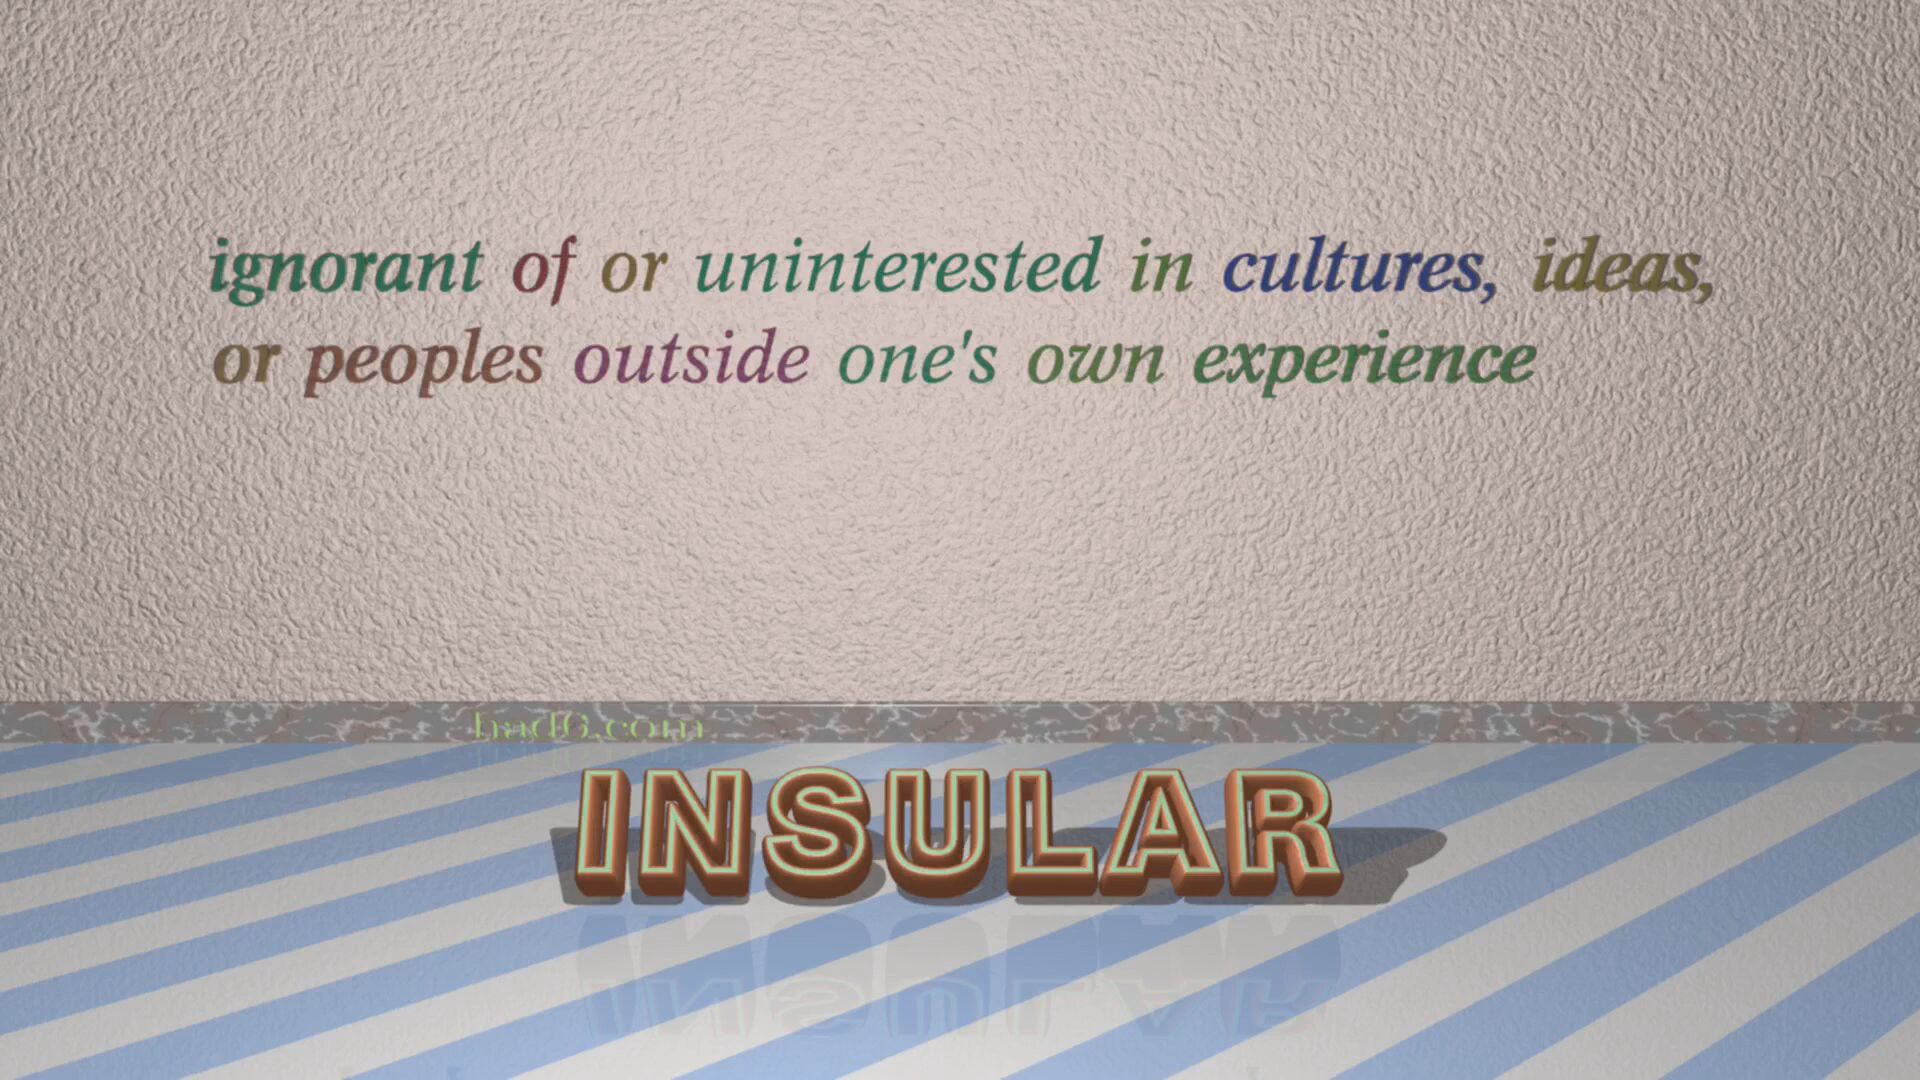 ignorant of or uninterested in cultures, ideas,
or peoples outside one's own experience
INSULAR